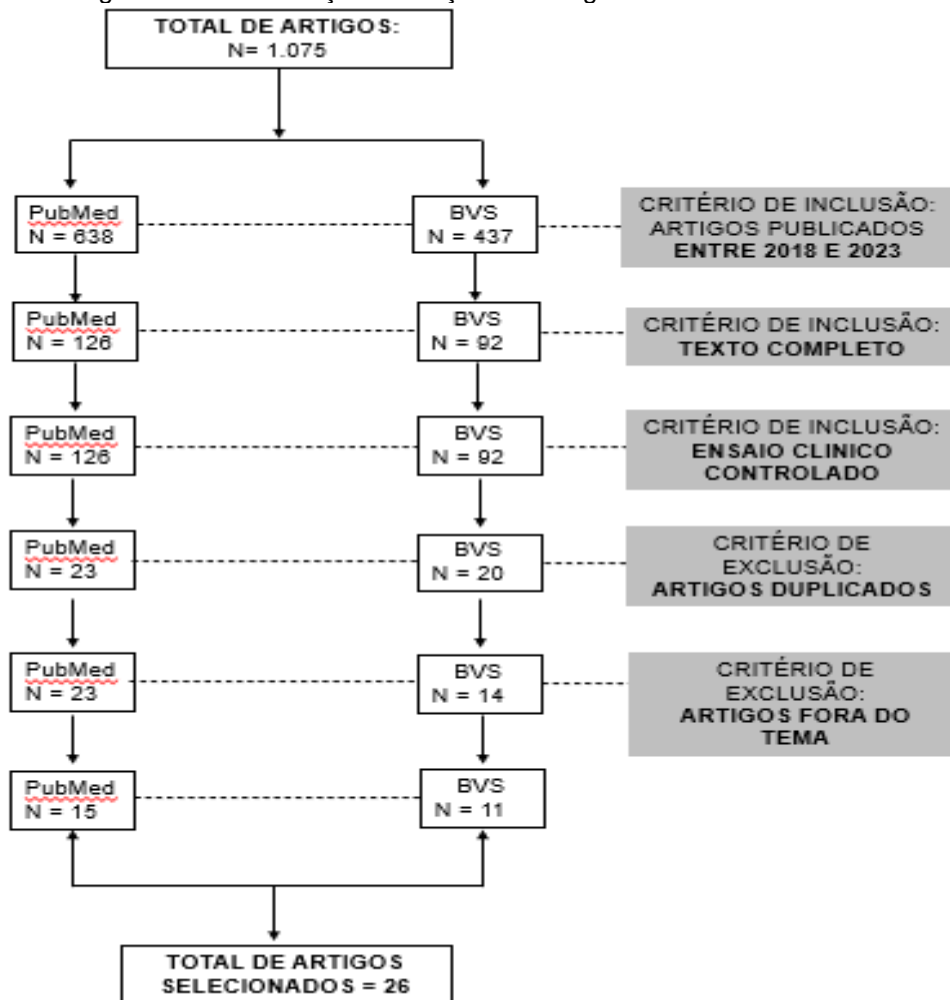 TOTAL DE ARTIGOS:
N= 1.075
PubMed
N = 638
BVS
N = 437
CRITÉRIO DE INCLUSÃO:
ARTIGOS PUBLICADOS
ENTRE 2018 E 2023
PubMed
N = 126
BVS
N = 92
CRITÉRIO DE INCLUSÃO:
TEXTO COMPLETO
PubMed
N = 126
BVS
N = 92
CRITÉRIO DE INCLUSÃO:
ENSAIO CLINICO
CONTROLADO
PubMed
N = 23
BVS
N = 20
CRITÉRIO DE
EXCLUSÃO:
ARTIGOS DUPLICADOS
PubMed
N = 23
BVS
N = 14
CRITÉRIO DE
EXCLUSÃO:
ARTIGOS FORA DO
TEMA
PubMed
N = 15
BVS
N = 11
TOTAL DE ARTIGOS
SELECIONADOS = 26